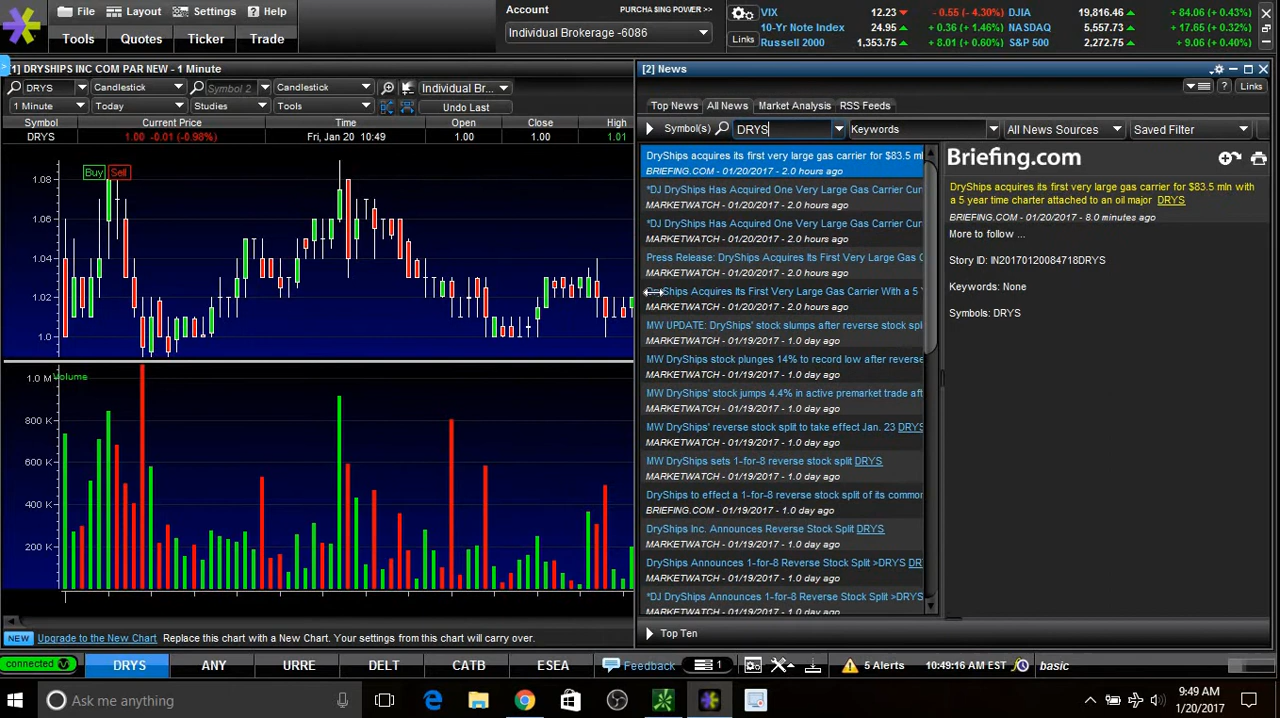 File Layout Settings Help
Tools Quotes Ticker Trade
Account PURCHASING POWER >>
Individual Brokerage -6086
Links
VIX 12.23 - 0.55 (- 4.30%) DJIA 19,816.46 + 84.06 (+ 0.43%)
10-Yr Note Index 24.95 + 0.36 (+ 1.46%) NASDAQ 5,557.73 + 17.65 (+ 0.32%)
Russell 2000 1,353.75 + 8.01 (+ 0.60%) S&P 500 2,272.75 + 9.06 (+ 0.40%)
[1] DRYSHIPS INC COM PAR NEW - 1 Minute
DRYS Candlestick Symbol 2 Candlestick Individual Br...
1 Minute Today Studies Tools Undo Last
Symbol Current Price Time Open Close High
DRYS 1.00 -0.01 (-0.98%) Fri, Jan 20 10:49 1.00 1.00 1.01
Buy Sell
1.08
1.06
1.04
1.02
1.0
1.0 M Volume
800 K
600 K
400 K
200 K
NEW Upgrade to the New Chart Replace this chart with a New Chart. Your settings from this chart will carry over.
[2] News
? Links
Top News All News Market Analysis RSS Feeds
Symbol(s) DRYS Keywords All News Sources Saved Filter
DryShips acquires its first very large gas carrier for $83.5 ml
BRIEFING.COM - 01/20/2017 - 2.0 hours ago
*DJ DryShips Has Acquired One Very Large Gas Carrier Cur
MARKETWATCH - 01/20/2017 - 2.0 hours ago
*DJ DryShips Has Acquired One Very Large Gas Carrier Cur
MARKETWATCH - 01/20/2017 - 2.0 hours ago
Press Release: DryShips Acquires Its First Very Large Gas C
MARKETWATCH - 01/20/2017 - 2.0 hours ago
DryShips Acquires Its First Very Large Gas Carrier With a 5
MARKETWATCH - 01/20/2017 - 2.0 hours ago
MW UPDATE: DryShips' stock slumps after reverse stock spl
MARKETWATCH - 01/19/2017 - 1.0 day ago
MW DryShips stock plunges 14% to record low after reverse
MARKETWATCH - 01/19/2017 - 1.0 day ago
MW DryShips' stock jumps 4.4% in active premarket trade af
MARKETWATCH - 01/19/2017 - 1.0 day ago
MW DryShips' reverse stock split to take effect Jan. 23 DRYS
MARKETWATCH - 01/19/2017 - 1.0 day ago
MW DryShips sets 1-for-8 reverse stock split DRYS
MARKETWATCH - 01/19/2017 - 1.0 day ago
DryShips to effect a 1-for-8 reverse stock split of its commo
BRIEFING.COM - 01/19/2017 - 1.0 day ago
DryShips Inc. Announces Reverse Stock Split DRYS
MARKETWATCH - 01/19/2017 - 1.0 day ago
DryShips Announces 1-for-8 Reverse Stock Split >DRYS DR
MARKETWATCH - 01/19/2017 - 1.0 day ago
*DJ DryShips Announces 1-for-8 Reverse Stock Split >DRYS
MARKETWATCH - 01/19/2017 - 1.0 day ago
Briefing.com
DryShips acquires its first very large gas carrier for $83.5 mln with
a 5 year time charter attached to an oil major DRYS
BRIEFING.COM - 01/20/2017 - 8.0 minutes ago
More to follow ...
Story ID: IN20170120084718DRYS
Keywords: None
Symbols: DRYS
Top Ten
connected DRYS ANY URRE DELT CATB ESEA Feedback 1 5 Alerts 10:49:16 AM EST basic
Ask me anything
9:49 AM
1/20/2017